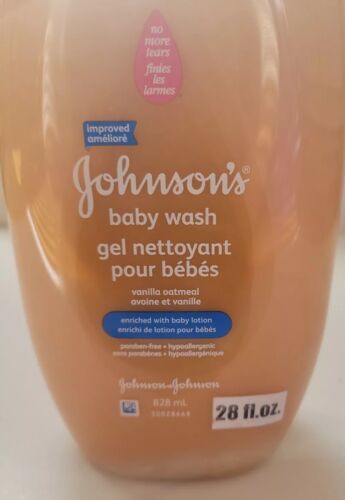 no
more
tears
finies
les
larmes
improved
amélioré
Johnson's®
baby wash
gel nettoyant
pour bébés
vanilla oatmeal
avoine et vanille
enriched with baby lotion
enrichi de lotion pour bébés
paraben-free • hypoallergenic
sans parabènes • hypoallergénique
Johnson & Johnson
828 mL
28 fl.oz.